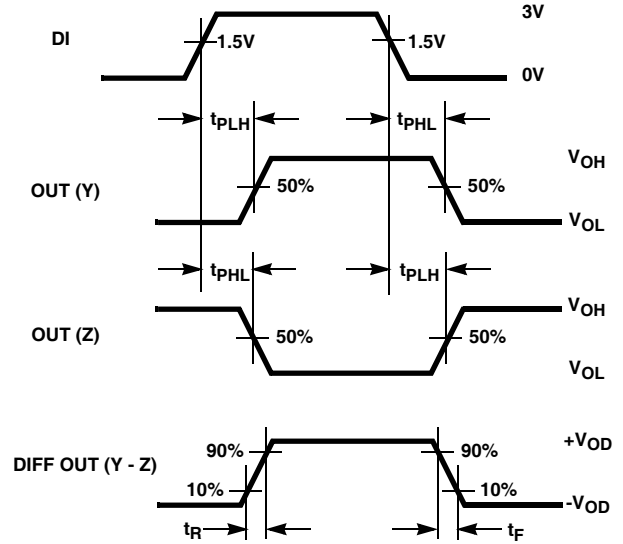 3V
DI
1.5V
1.5V
0V
tPLH
tPHL
VOH
OUT (Y)
50%
50%
VOL
tPHL
tPLH
VOH
OUT (Z)
50%
50%
VOL
+VOD
DIFF OUT (Y - Z)
90%
90%
10%
10%
-VOD
tR
tF